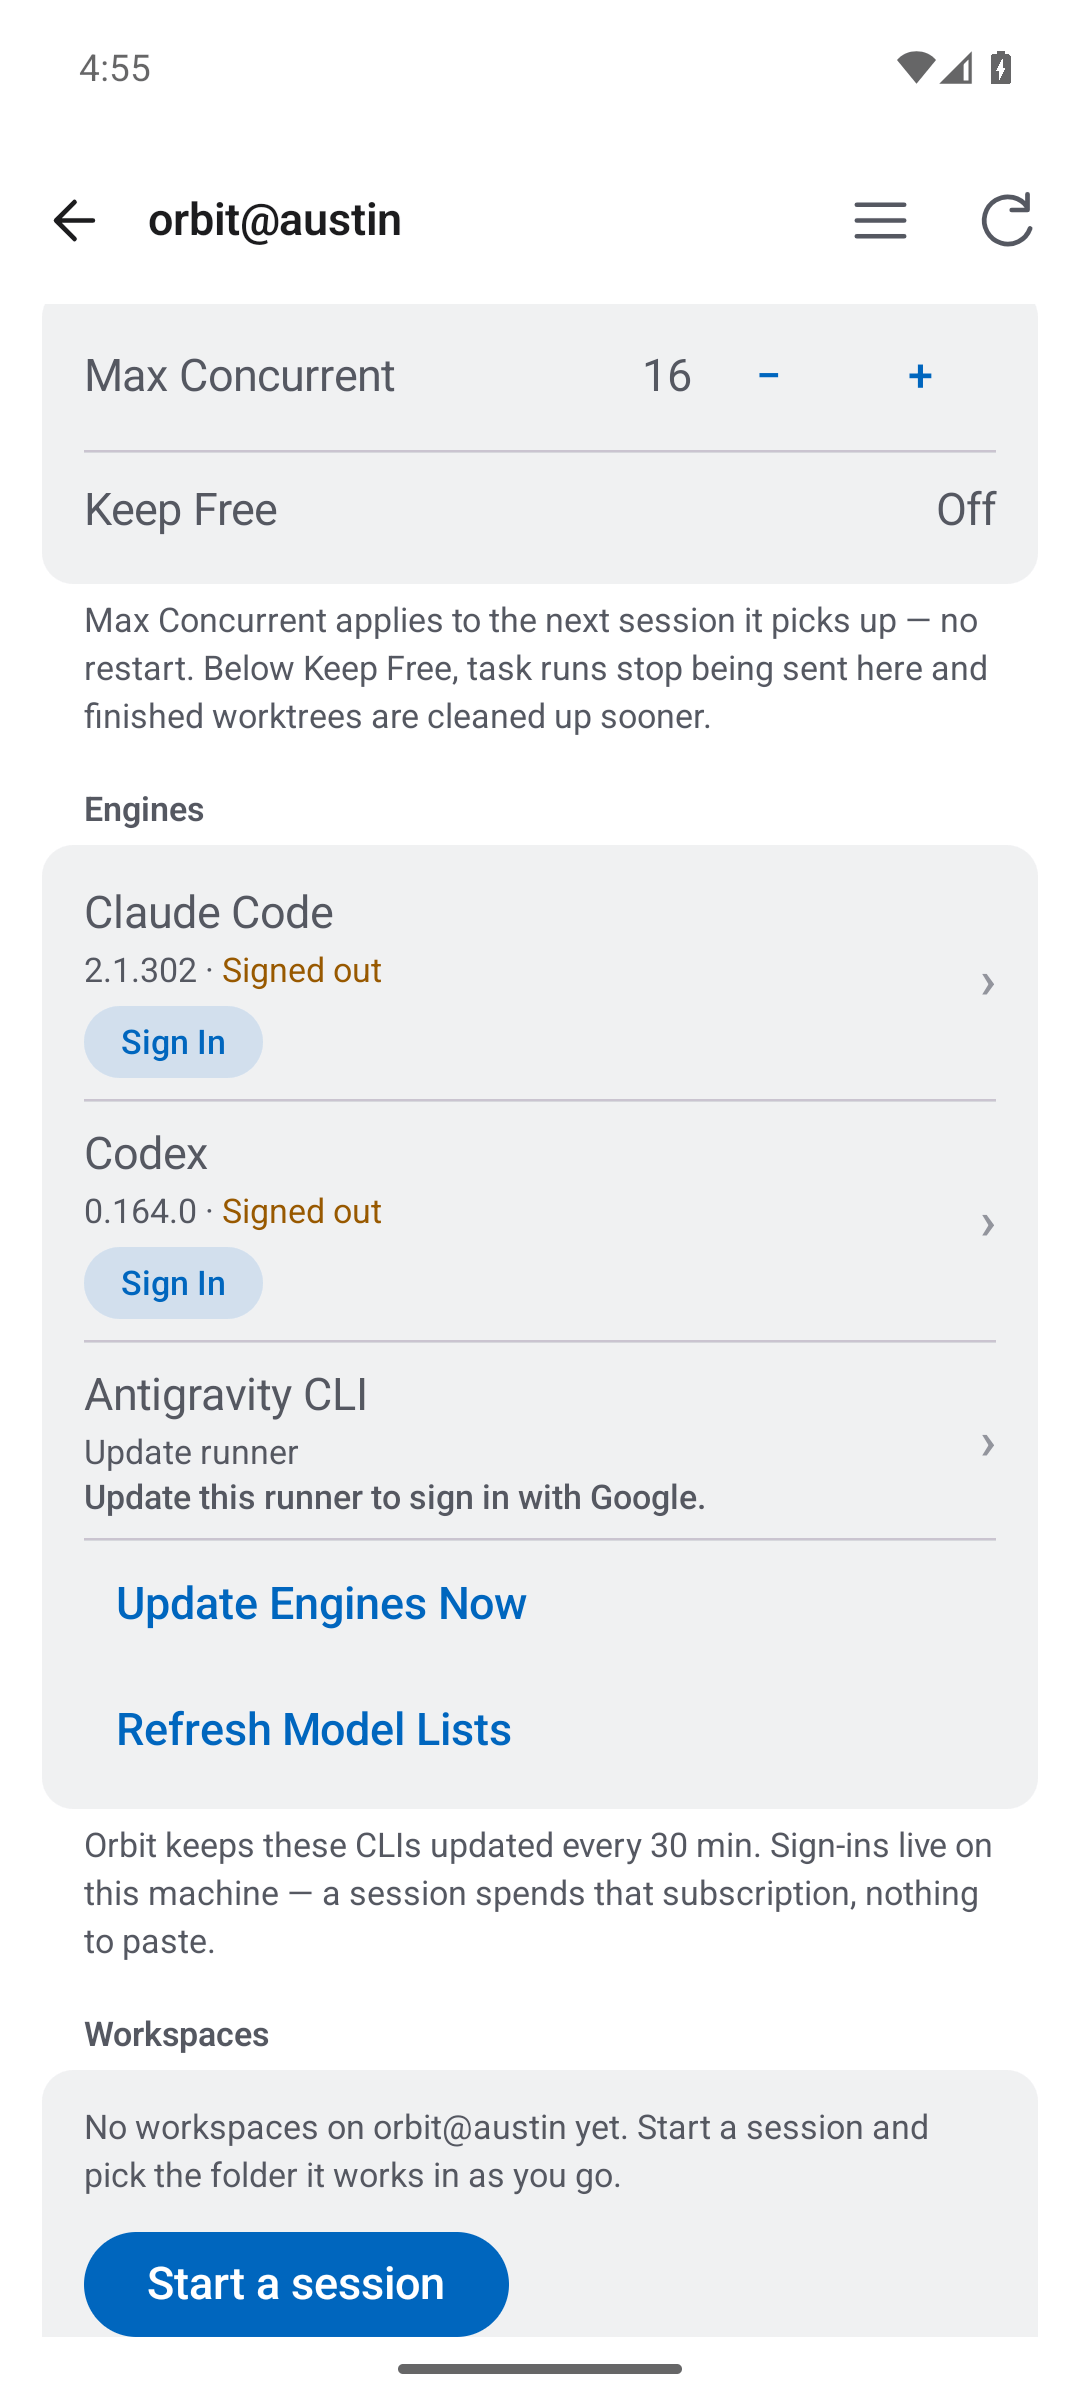 4:55
orbit@austin
Max Concurrent 16 − +
Keep Free Off
Max Concurrent applies to the next session it picks up — no
restart. Below Keep Free, task runs stop being sent here and
finished worktrees are cleaned up sooner.
Engines
Claude Code
2.1.302 · Signed out
Sign In
Codex
0.164.0 · Signed out
Sign In
Antigravity CLI
Update runner
Update this runner to sign in with Google.
Update Engines Now
Refresh Model Lists
Orbit keeps these CLIs updated every 30 min. Sign-ins live on
this machine — a session spends that subscription, nothing
to paste.
Workspaces
No workspaces on orbit@austin yet. Start a session and
pick the folder it works in as you go.
Start a session